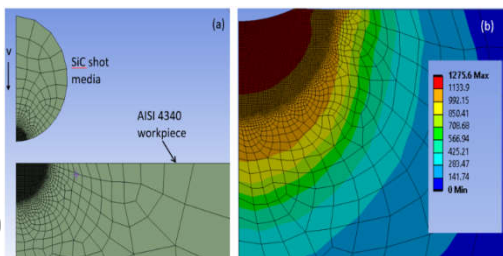 (a)
V
SiC shot
media
AISI 4340
workpiece
(b)
1275.6 Max
1133.9
992.15
850.41
708.68
566.94
425.21
283.47
141.74
0 Min
)